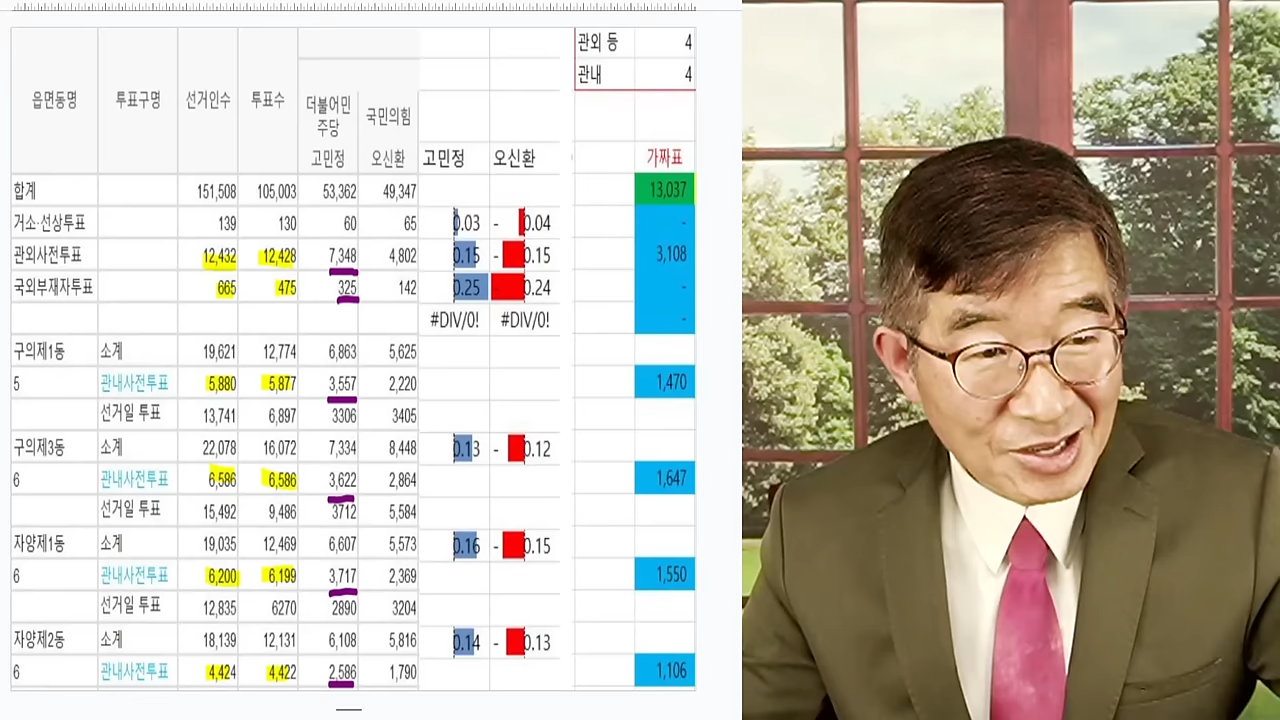 관외 등 4
관내 4
읍면동명 투표구명 선거인수 투표수 더불어민주당 고민정 국민의힘 오신환 고민정 오신환 가짜표
합계 151,508 105,003 53,362 49,347 13,037
거소·선상투표 139 130 60 65 0.03 - 0.04 -
관외사전투표 12,432 12,428 7,348 4,802 0.15 - 0.15 3,108
국외부재자투표 665 475 325 142 0.25 0.24 -
#DIV/0! #DIV/0! -
구의제1동 소계 19,621 12,774 6,863 5,625
5 관내사전투표 5,880 5,877 3,557 2,220 1,470
선거일 투표 13,741 6,897 3306 3405
구의제3동 소계 22,078 16,072 7,334 8,448 0.13 - 0.12
6 관내사전투표 6,586 6,586 3,622 2,864 1,647
선거일 투표 15,492 9,486 3712 5,584
자양제1동 소계 19,035 12,469 6,607 5,573 0.16 - 0.15
6 관내사전투표 6,200 6,199 3,717 2,369 1,550
선거일 투표 12,835 6270 2890 3204
자양제2동 소계 18,139 12,131 6,108 5,816 0.14 - 0.13
6 관내사전투표 4,424 4,422 2,586 1,790 1,106